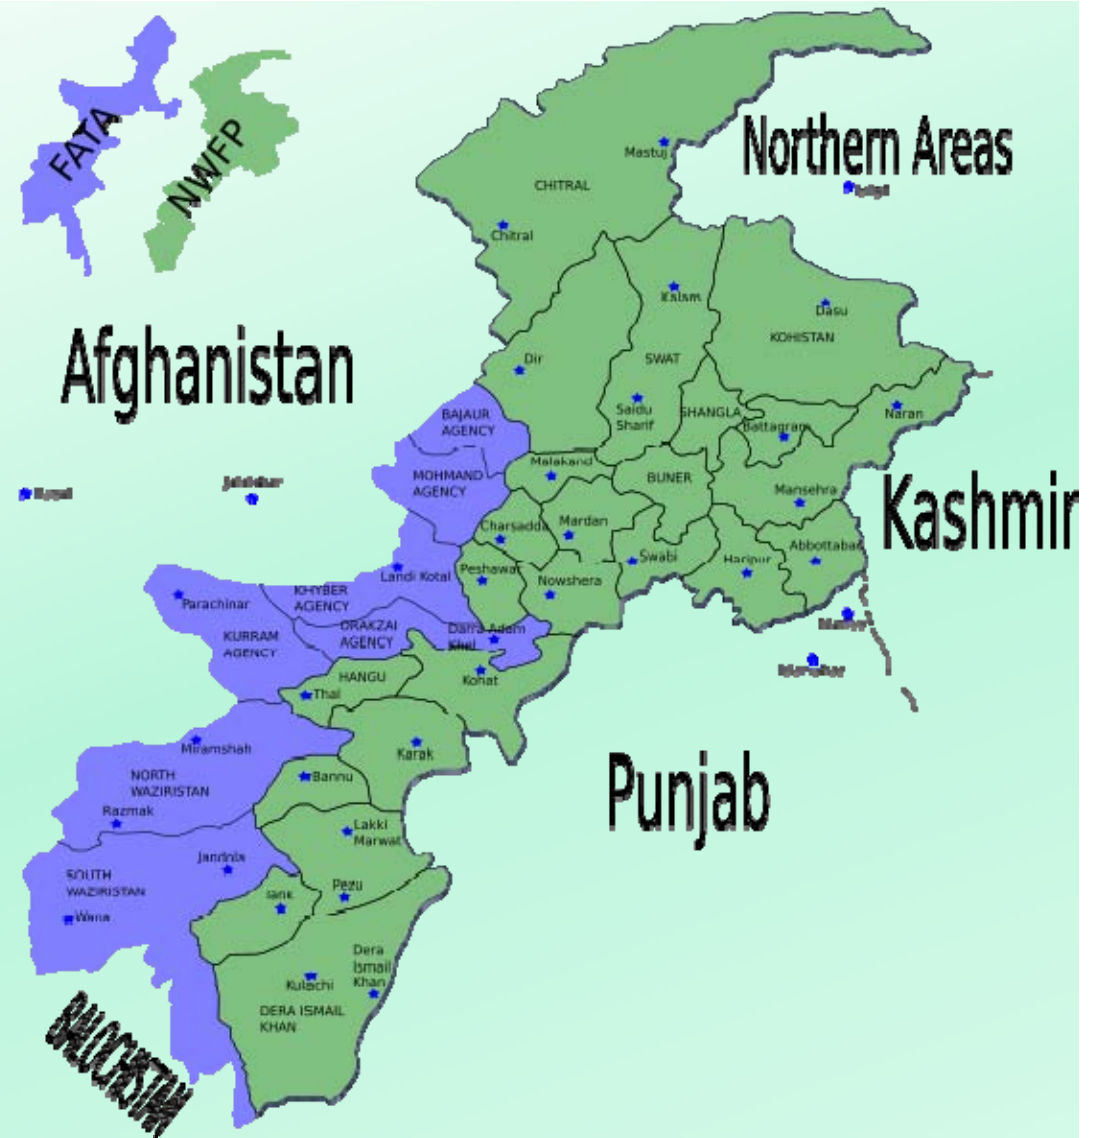 FATA
NWFP
Northern Areas
Mastuj
CHITRAL
Chitral
Kalam
Dasu
KOHISTAN
Afghanistan
Dir
SWAT
BAJAUR
AGENCY
Saidu
Sharif
SHANGLA
Naran
Battagram
Malakand
MOHMAND
AGENCY
BUNER
Mansehra
Kashmir
Charsadda
Mardan
Abbottabad
Swabi
Haripur
Peshawar
Landi Kotal
Nowshera
Parachinar
KHYBER
AGENCY
ORAKZAI
AGENCY
Darra Adem
Khel
KURRAM
AGENCY
HANGU
Thal
Kohat
Miramshah
Karak
NORTH
WAZIRISTAN
Bannu
Razmak
Punjab
Lakki
Marwat
Jandola
SOUTH
WAZIRISTAN
Wana
Pezu
Tank
Dera
Ismail
Khan
Kulachi
DERA ISMAIL
KHAN
BALOCHISTAN